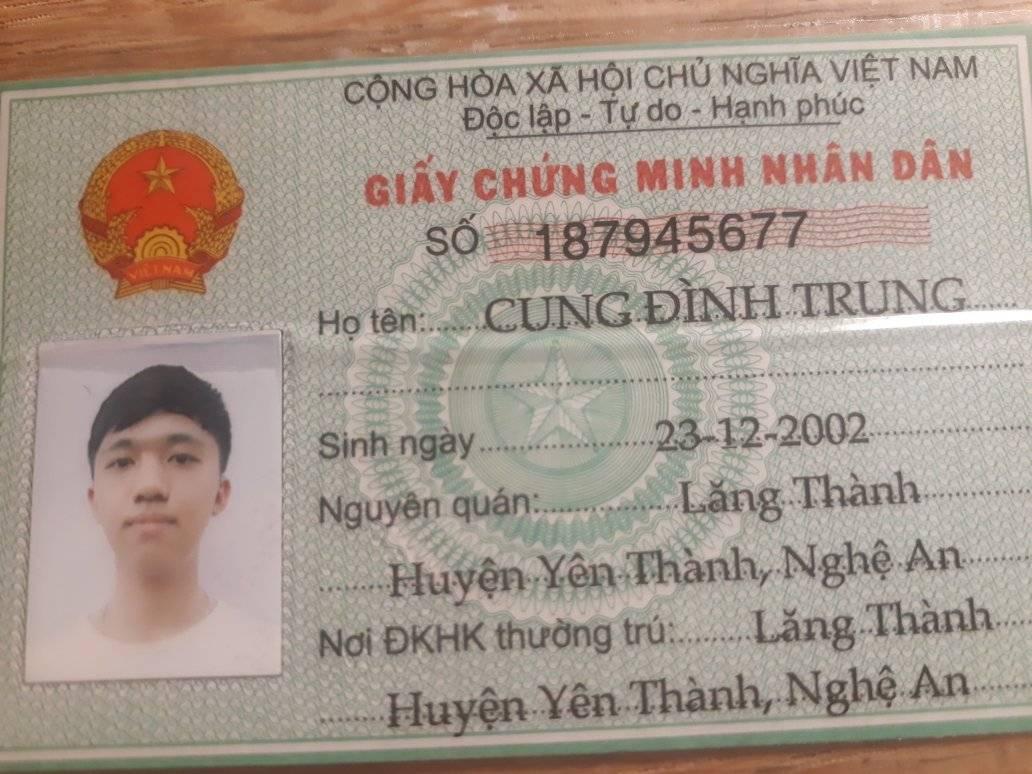 CỘNG HÒA XÃ HỘI CHỦ NGHĨA VIỆT NAM
Độc lập - Tự do - Hạnh phúc
GIẤY CHỨNG MINH NHÂN DÂN
SỐ 187945677
Họ tên: CUNG ĐÌNH TRUNG
Sinh ngày 23-12-2002
Nguyên quán: Lăng Thành
Huyện Yên Thành, Nghệ An
Nơi ĐKHK thường trú: Lăng Thành
Huyện Yên Thành, Nghệ An
VIỆT NAM